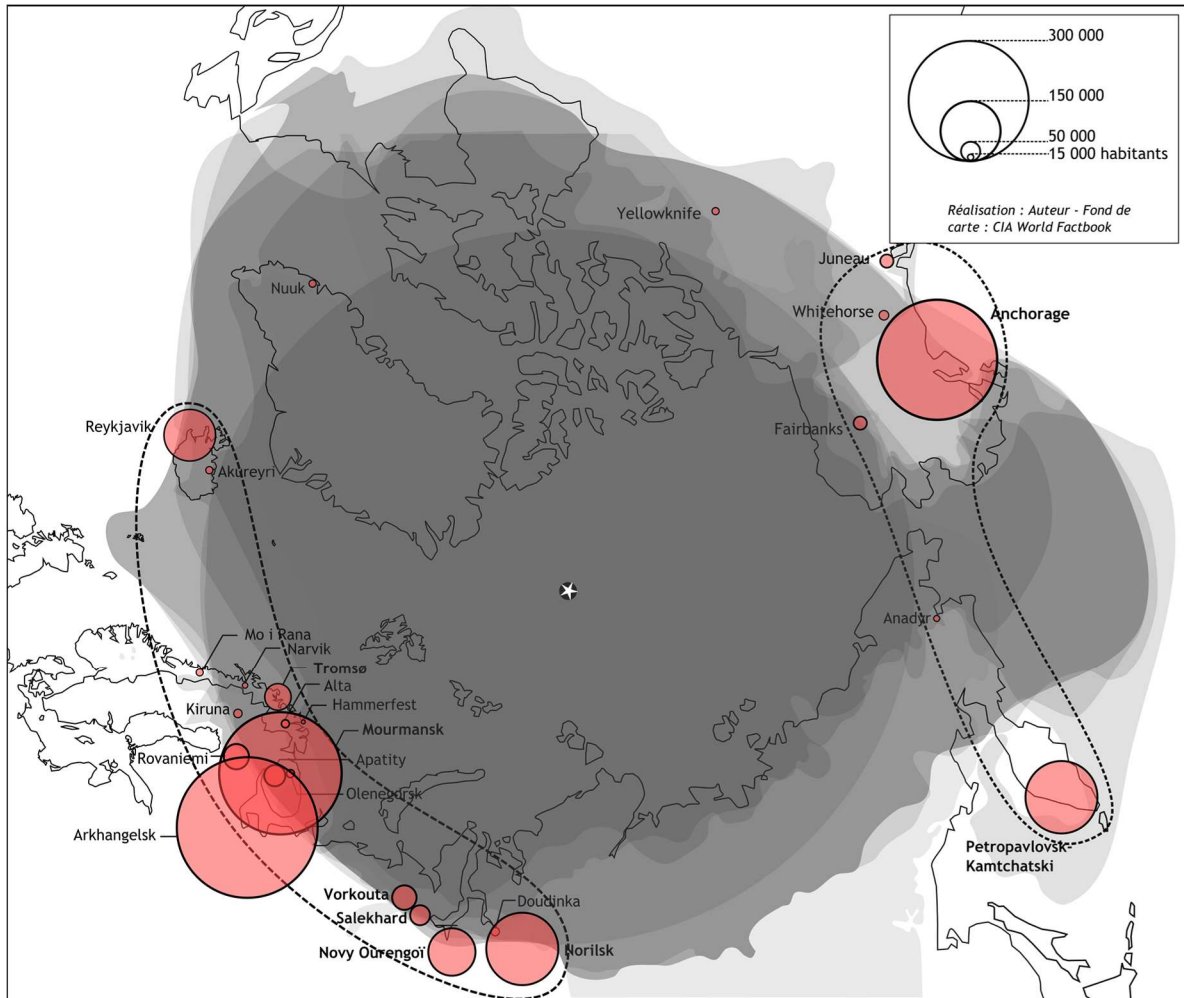 300 000
150 000
50 000
15 000 habitants
Réalisation : Auteur - Fond de
carte : CIA World Factbook
Yellowknife
Juneau
Nuuk
Whitehorse
Anchorage
Reykjavik
Fairbanks
Akureyri
Anadyr
Mo i Rana
Narvik
Tromsø
Alta
Kiruna
Hammerfest
Mourmansk
Rovaniemi
Apatity
Olenegorsk
Arkhangelsk
Petropavlovsk-
Kamtchatski
Vorkouta
Doudinka
Salekhard
Novy Ourengoï
Norilsk